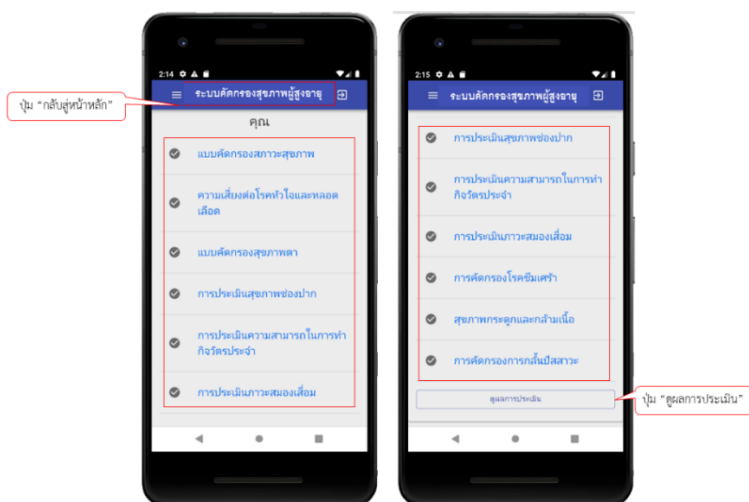 2:14
ระบบคัดกรองสุขภาพผู้สูงอายุ
ปุ่ม "กลับสู่หน้าหลัก"
คุณ
แบบคัดกรองสภาวะสุขภาพ
ความเสี่ยงต่อโรคหัวใจและหลอด
เลือด
แบบคัดกรองสุขภาพตา
การประเมินสุขภาพช่องปาก
การประเมินความสามารถในการทำ
กิจวัตรประจำ
การประเมินภาวะสมองเสื่อม
2:15
ระบบคัดกรองสุขภาพผู้สูงอายุ
การประเมินสุขภาพช่องปาก
การประเมินความสามารถในการทำ
กิจวัตรประจำ
การประเมินภาวะสมองเสื่อม
การคัดกรองโรคซึมเศร้า
สุขภาพกระดูกและกล้ามเนื้อ
การคัดกรองการกลั้นปัสสาวะ
ดูผลการประเมิน
ปุ่ม "ดูผลการประเมิน"